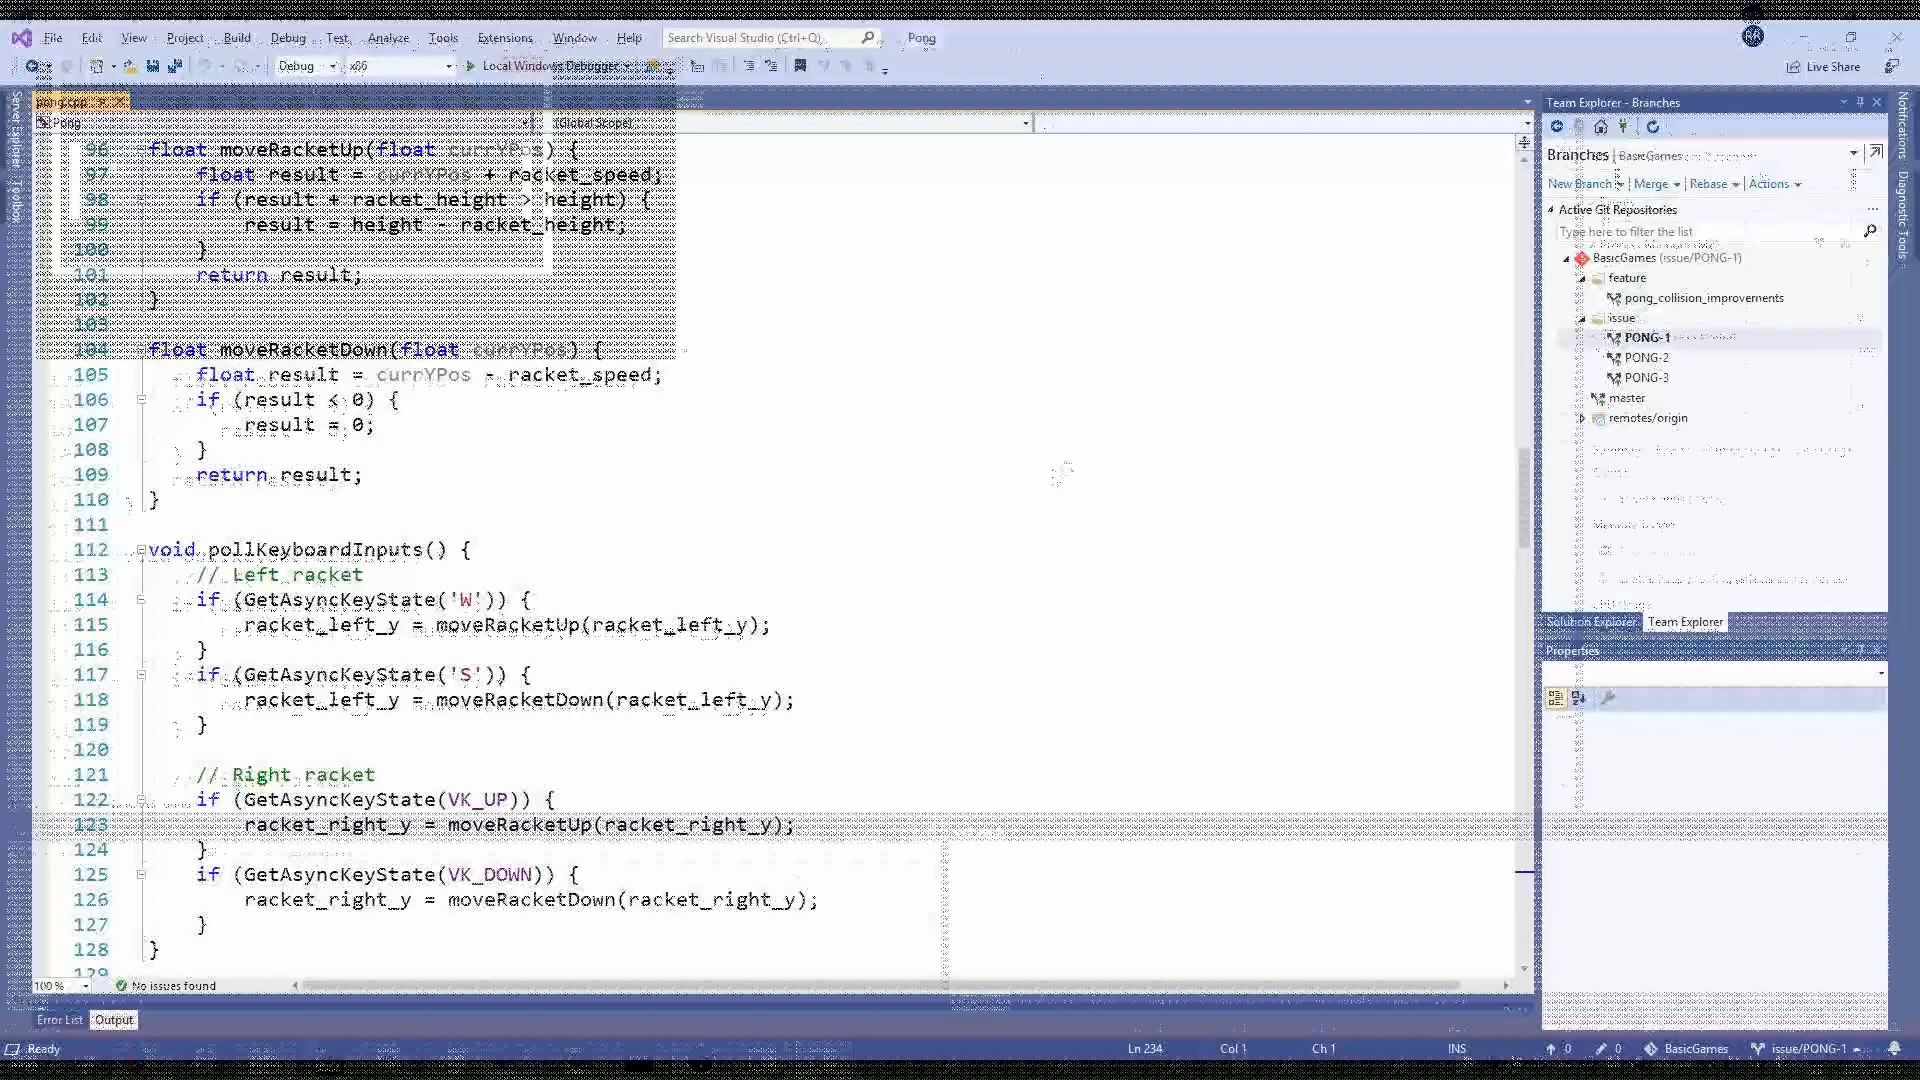 File Edit View Project Build Debug Test Analyze Tools Extensions Window Help Search Visual Studio (Ctrl+Q) Pong RR
Debug x86 Local Windows Debugger Live Share
Server Explorer Toolbox
pong.cpp
Pong (Global Scope)
96 float moveRacketUp(float currYPos) {
97 float result = currYPos + racket_speed;
98 if (result + racket_height > height) {
99 result = height - racket_height;
100 }
101 return result;
102 }
103
104 float moveRacketDown(float currYPos) {
105 float result = currYPos - racket_speed;
106 if (result < 0) {
107 result = 0;
108 }
109 return result;
110 }
111
112 void pollKeyboardInputs() {
113 // Left racket
114 if (GetAsyncKeyState('W')) {
115 racket_left_y = moveRacketUp(racket_left_y);
116 }
117 if (GetAsyncKeyState('S')) {
118 racket_left_y = moveRacketDown(racket_left_y);
119 }
120
121 // Right racket
122 if (GetAsyncKeyState(VK_UP)) {
123 racket_right_y = moveRacketUp(racket_right_y);
124 }
125 if (GetAsyncKeyState(VK_DOWN)) {
126 racket_right_y = moveRacketDown(racket_right_y);
127 }
128 }
129
100 % No issues found
Error List Output
Team Explorer - Branches
Branches | BasicGames
New Branch Merge Rebase Actions
Active Git Repositories
Type here to filter the list
BasicGames (issue/PONG-1)
feature
pong_collision_improvements
issue
PONG-1
PONG-2
PONG-3
master
remotes/origin
Solution Explorer Team Explorer
Properties
Notifications Diagnostic Tools
Ready Ln 234 Col 1 Ch 1 INS 0 0 BasicGames issue/PONG-1